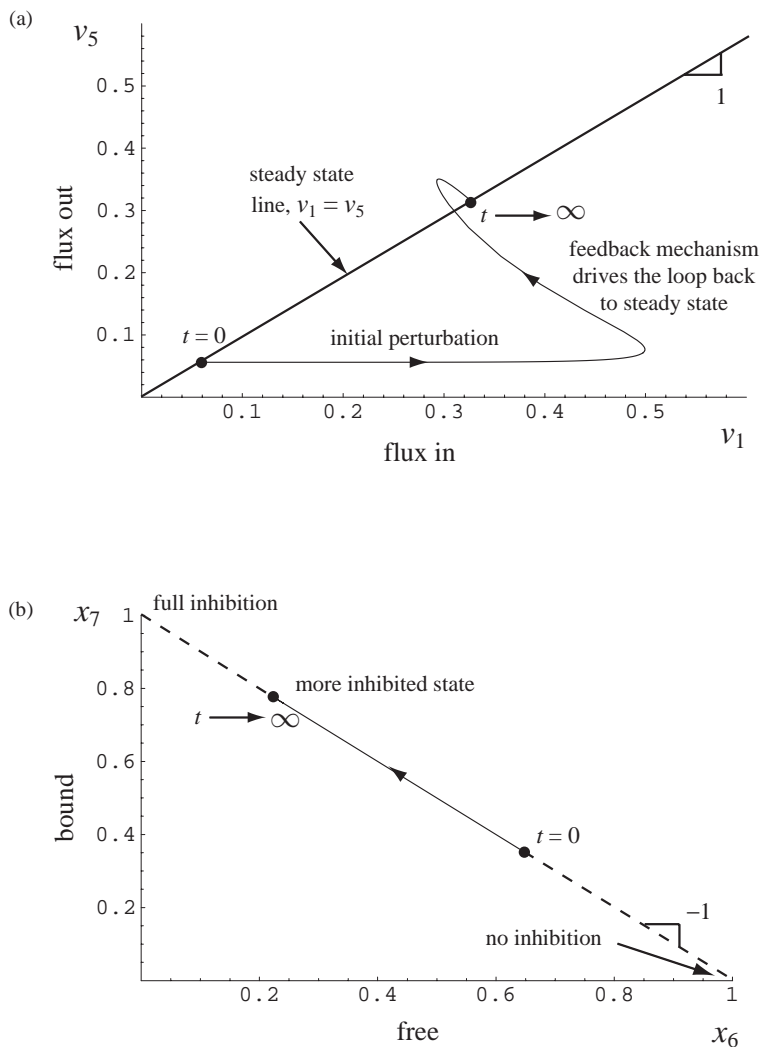 (a)
v5
0.5
0.4
0.3
0.2
0.1
flux out
steady state
line, v1 = v5
1
t → ∞
feedback mechanism
drives the loop back
to steady state
t = 0
initial perturbation
0.1 0.2 0.3 0.4 0.5
v1
flux in
(b)
x7
1
0.8
0.6
0.4
0.2
bound
full inhibition
more inhibited state
t → ∞
t = 0
–1
no inhibition
0.2 0.4 0.6 0.8 1
free
x6